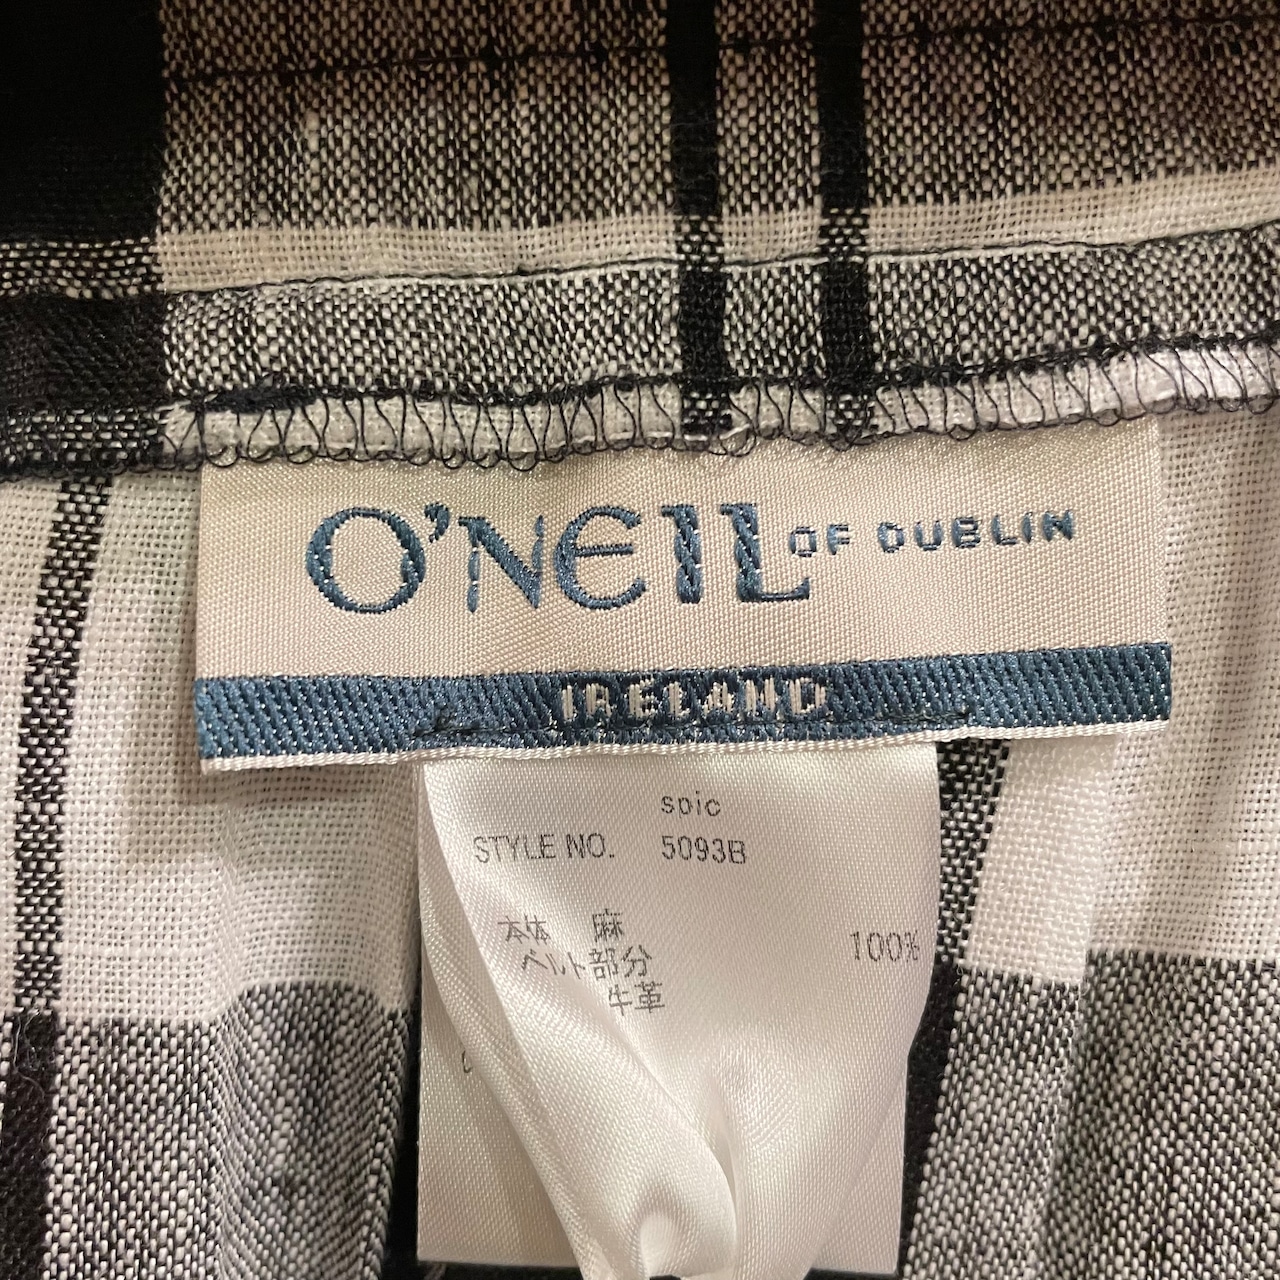 O'NEIL OF DUBLIN
IRELAND
spic
STYLE NO. 5093B
本体 麻 100%
ベルト部分
牛革